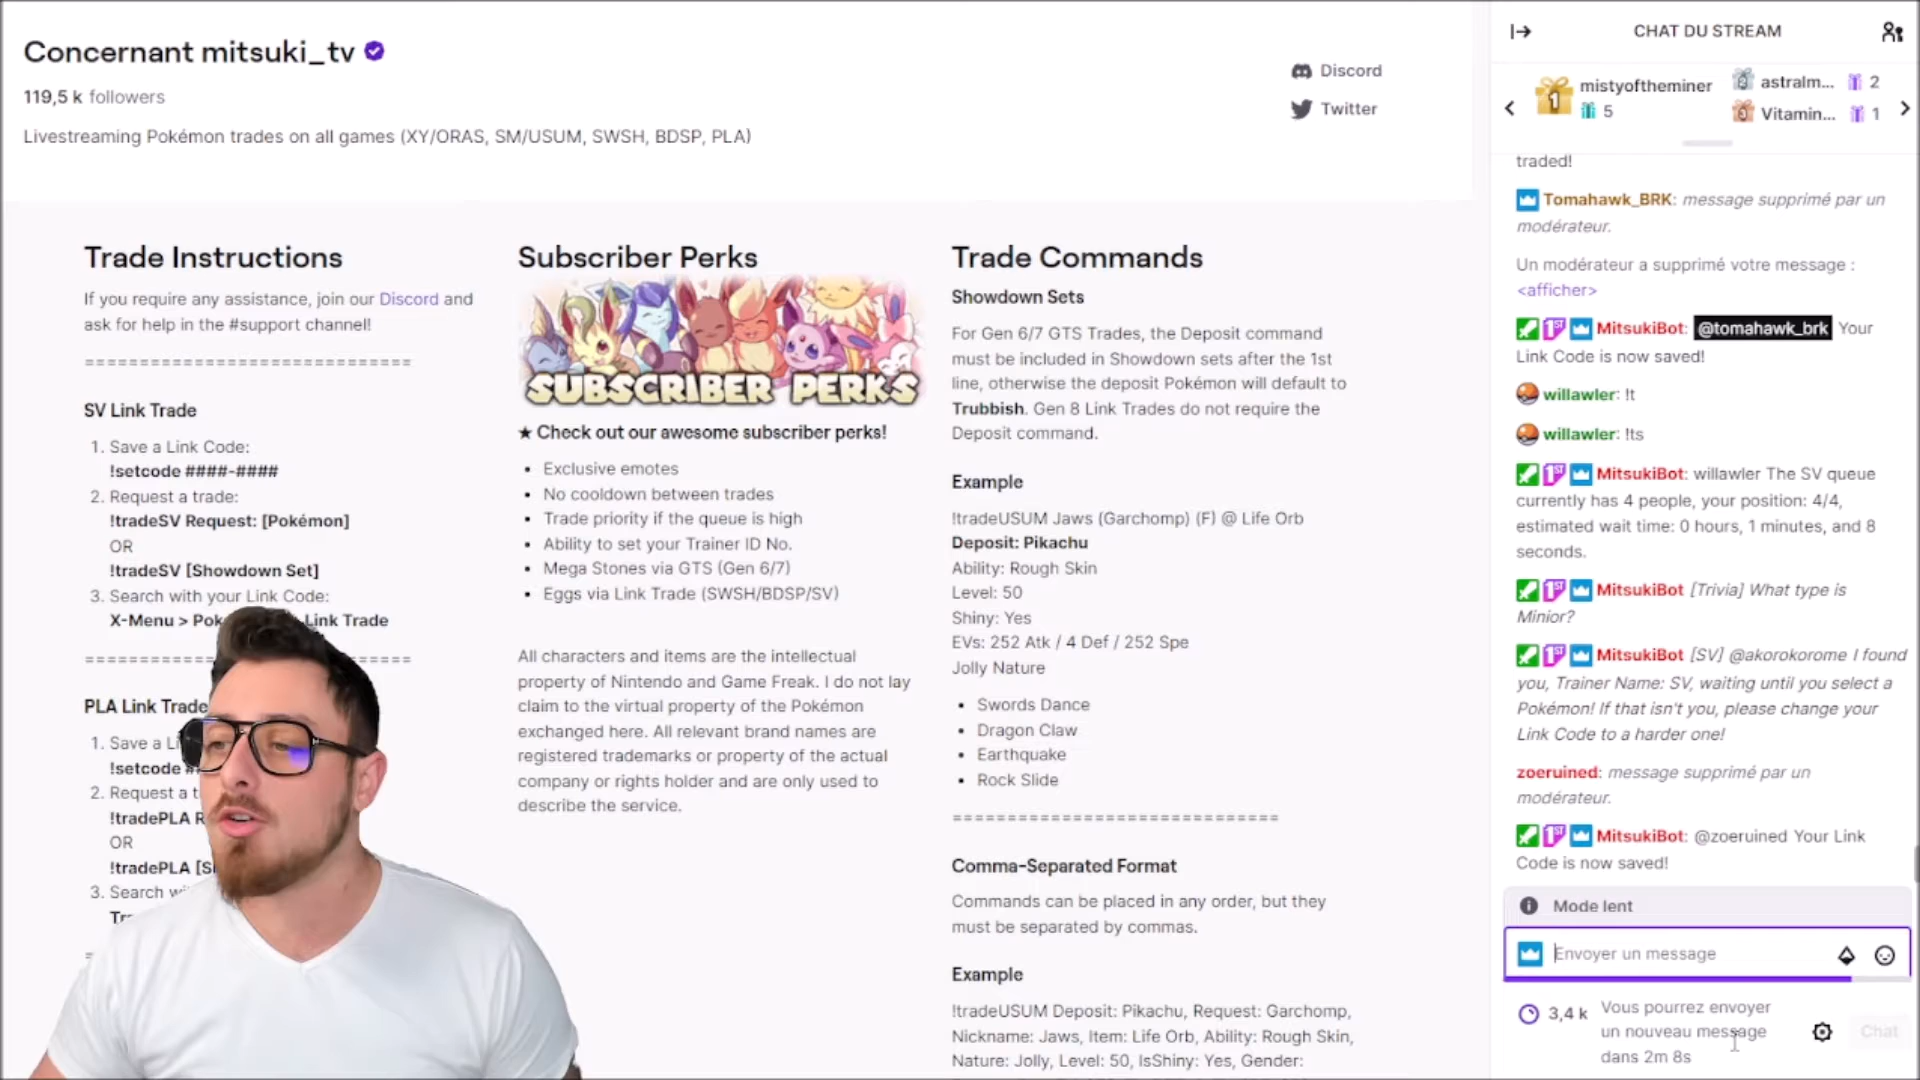 Concernant mitsuki_tv
119,5 k followers
Livestreaming Pokémon trades on all games (XY/ORAS, SM/USUM, SWSH, BDSP, PLA)
Discord
Twitter
Trade Instructions
If you require any assistance, join our Discord and
ask for help in the #support channel!
==============================
SV Link Trade
1. Save a Link Code:
!setcode ####-####
2. Request a trade:
!tradeSV Request: [Pokémon]
OR
!tradeSV [Showdown Set]
3. Search with your Link Code:
X-Menu > Link Trade
PLA Link Trade
1. Save a
!setcode
2. Request a
!tradePLA
OR
!tradePLA
3. Search
Subscriber Perks
SUBSCRIBER PERKS
★ Check out our awesome subscriber perks!
• Exclusive emotes
• No cooldown between trades
• Trade priority if the queue is high
• Ability to set your Trainer ID No.
• Mega Stones via GTS (Gen 6/7)
• Eggs via Link Trade (SWSH/BDSP/SV)
All characters and items are the intellectual
property of Nintendo and Game Freak. I do not lay
claim to the virtual property of the Pokémon
exchanged here. All relevant brand names are
registered trademarks or property of the actual
company or rights holder and are only used to
describe the service.
Trade Commands
Showdown Sets
For Gen 6/7 GTS Trades, the Deposit command
must be included in Showdown sets after the 1st
line, otherwise the deposit Pokémon will default to
Trubbish. Gen 8 Link Trades do not require the
Deposit command.
Example
!tradeUSUM Jaws (Garchomp) (F) @ Life Orb
Deposit: Pikachu
Ability: Rough Skin
Level: 50
Shiny: Yes
EVs: 252 Atk / 4 Def / 252 Spe
Jolly Nature
• Swords Dance
• Dragon Claw
• Earthquake
• Rock Slide
==============================
Comma-Separated Format
Commands can be placed in any order, but they
must be separated by commas.
Example
!tradeUSUM Deposit: Pikachu, Request: Garchomp,
Nickname: Jaws, Item: Life Orb, Ability: Rough Skin,
Nature: Jolly, Level: 50, IsShiny: Yes, Gender:
CHAT DU STREAM
1 mistyoftheminer
5
2 astralm... 2
3 Vitamin... 1
traded!
Tomahawk_BRK: message supprimé par un
modérateur.
Un modérateur a supprimé votre message :
<afficher>
MitsukiBot: @tomahawk_brk Your
Link Code is now saved!
willawler: !t
willawler: !ts
MitsukiBot: willawler The SV queue
currently has 4 people, your position: 4/4,
estimated wait time: 0 hours, 1 minutes, and 8
seconds.
MitsukiBot [Trivia] What type is
Minior?
MitsukiBot [SV] @akorokorome I found
you, Trainer Name: SV, waiting until you select a
Pokémon! If that isn't you, please change your
Link Code to a harder one!
zoeruined: message supprimé par un
modérateur.
MitsukiBot: @zoeruined Your Link
Code is now saved!
Mode lent
Envoyer un message
3,4 k
Vous pourrez envoyer
un nouveau message
dans 2m 8s
Chat